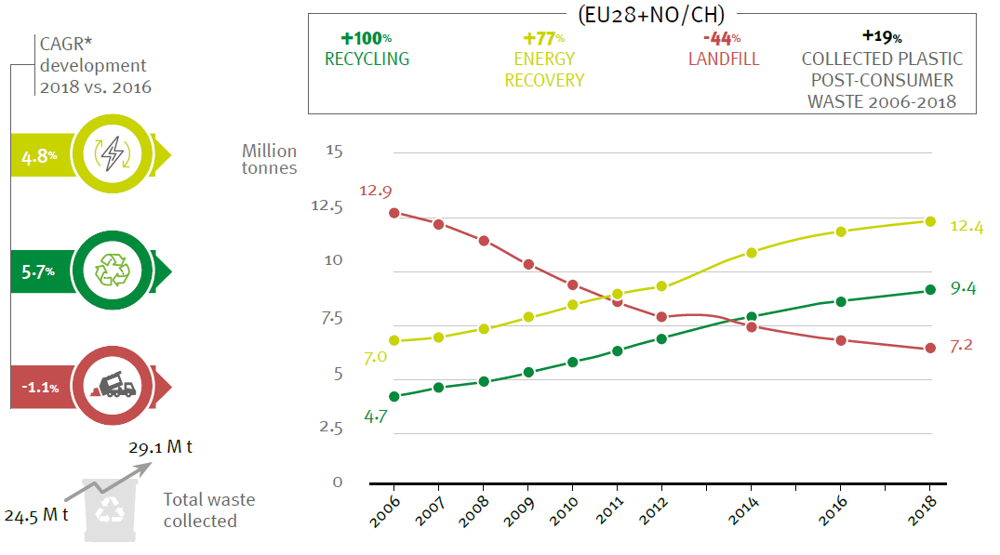 (EU28+NO/CH)
+100%
RECYCLING
+77%
ENERGY
RECOVERY
-44%
LANDFILL
+19%
COLLECTED PLASTIC
POST-CONSUMER
WASTE 2006-2018
CAGR*
development
2018 vs. 2016
4.8%
5.7%
-1.1%
29.1 M t
24.5 M t
Total waste
collected
Million
tonnes
15
12.5
10
7.5
5
2.5
0
12.9
7.0
4.7
12.4
9.4
7.2
2006
2007
2008
2009
2010
2011
2012
2014
2016
2018